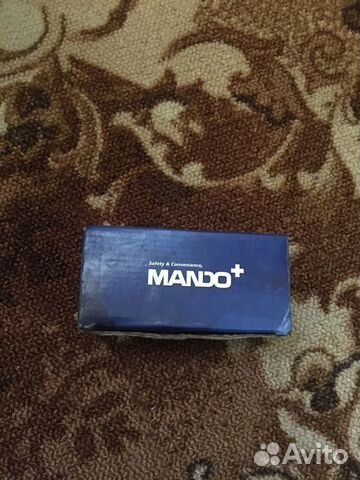 Safety & Convenience,
MANDO+
Avito